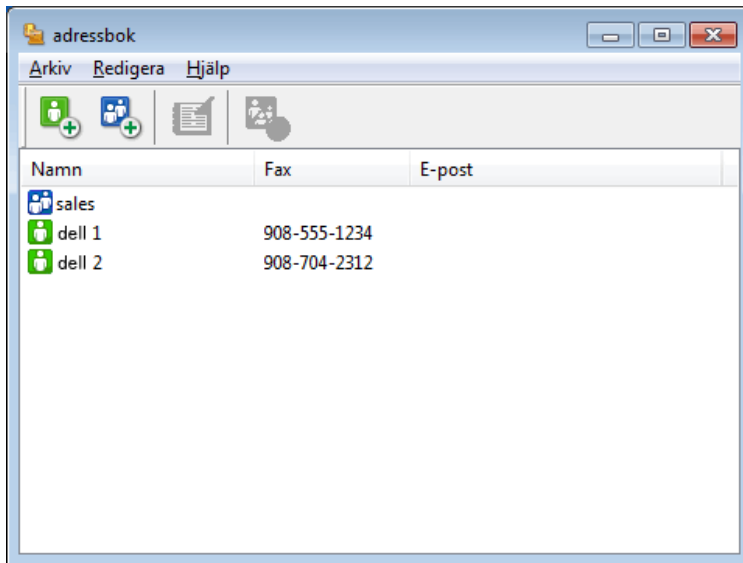 adressbok
Arkiv Redigera Hjälp
Namn Fax E-post
sales
dell 1 908-555-1234
dell 2 908-704-2312